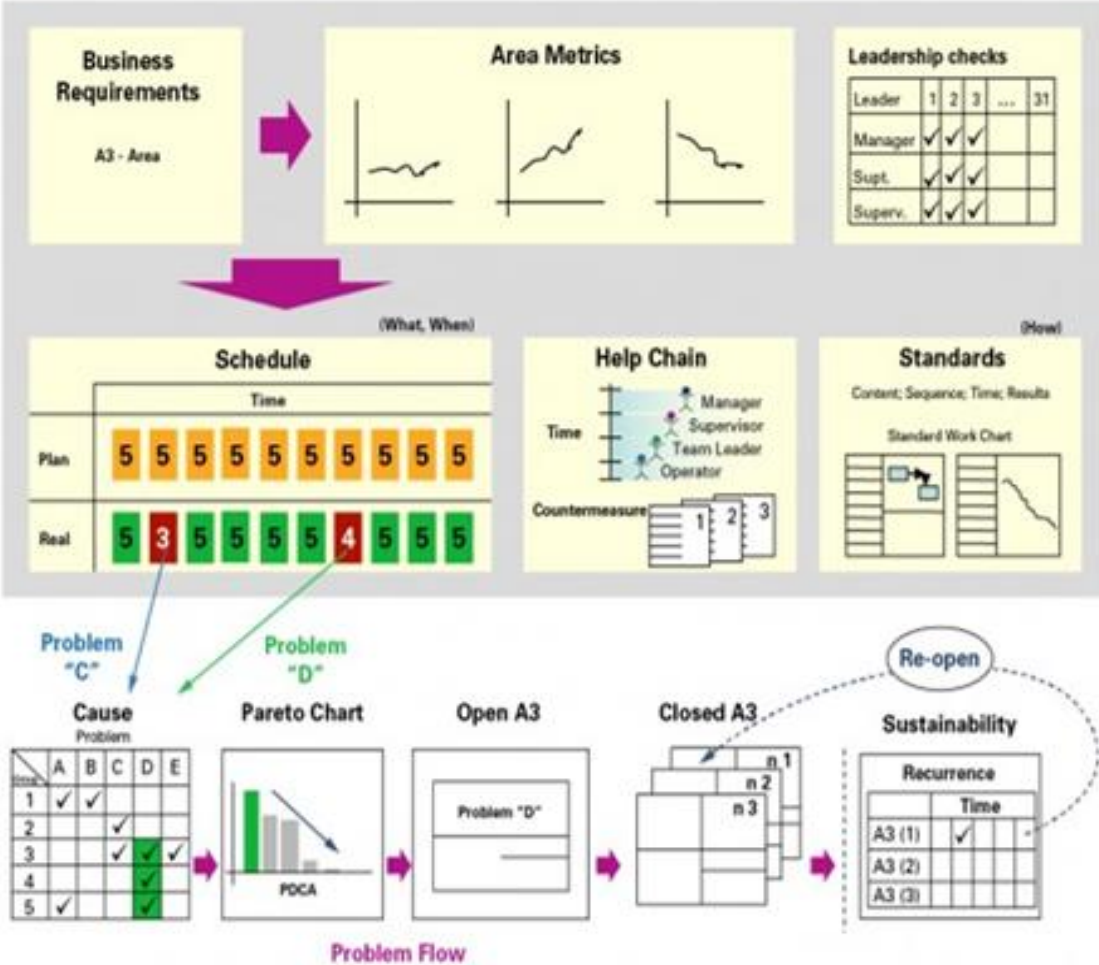 Business
Requirements
A3 - Area
Area Metrics
Leadership checks
Leader 1 2 3 ... 31
Manager ✓ ✓ ✓
Supt. ✓ ✓ ✓
Superv. ✓ ✓ ✓
(What, When)
Schedule
Time
Plan 5 5 5 5 5 5 5 5 5 5
Real 5 3 5 5 5 5 4 5 5 5
Help Chain
Time
Manager
Supervisor
Team Leader
Operator
Countermeasure 1 2 3
(How)
Standards
Content; Sequence; Time; Results
Standard Work Chart
Problem
"C"
Problem
"D"
Re-open
Cause
Problem
A B C D E
1 ✓ ✓
2 ✓
3 ✓ ✓ ✓
4 ✓
5 ✓ ✓
Pareto Chart
PDCA
Open A3
Problem "D"
Closed A3
n 1
n 2
n 3
Sustainability
Recurrence
Time
A3 (1) ✓
A3 (2)
A3 (3)
Problem Flow